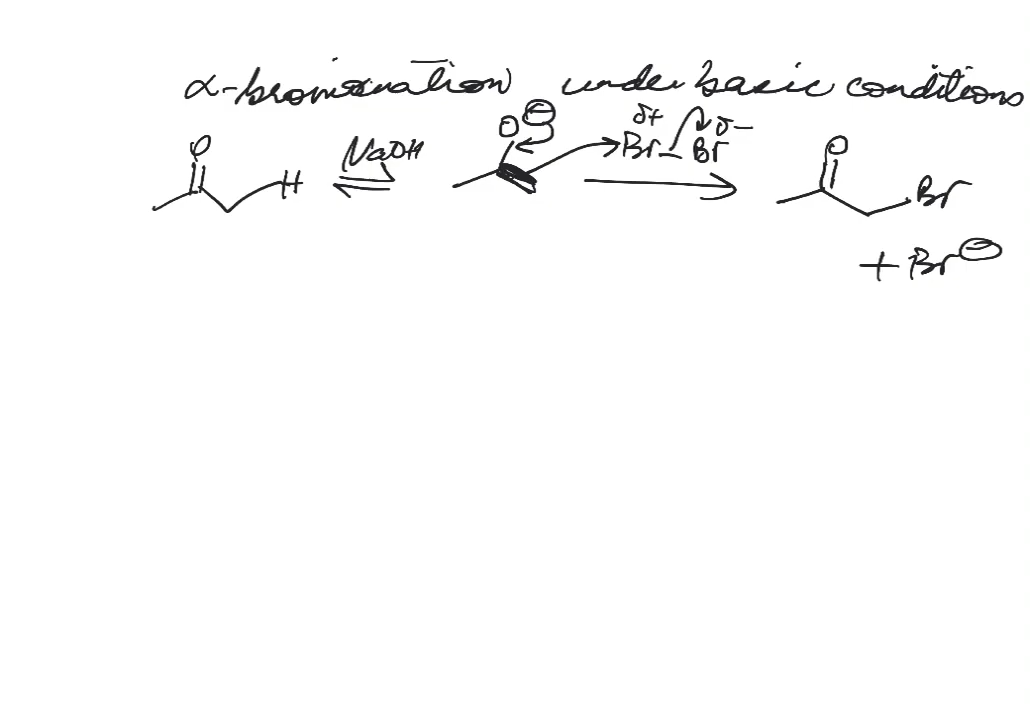 α-bromination under basic conditions
O O ⊖ δ+ δ- O
H NaOH Br-Br Br
+ Br⊖